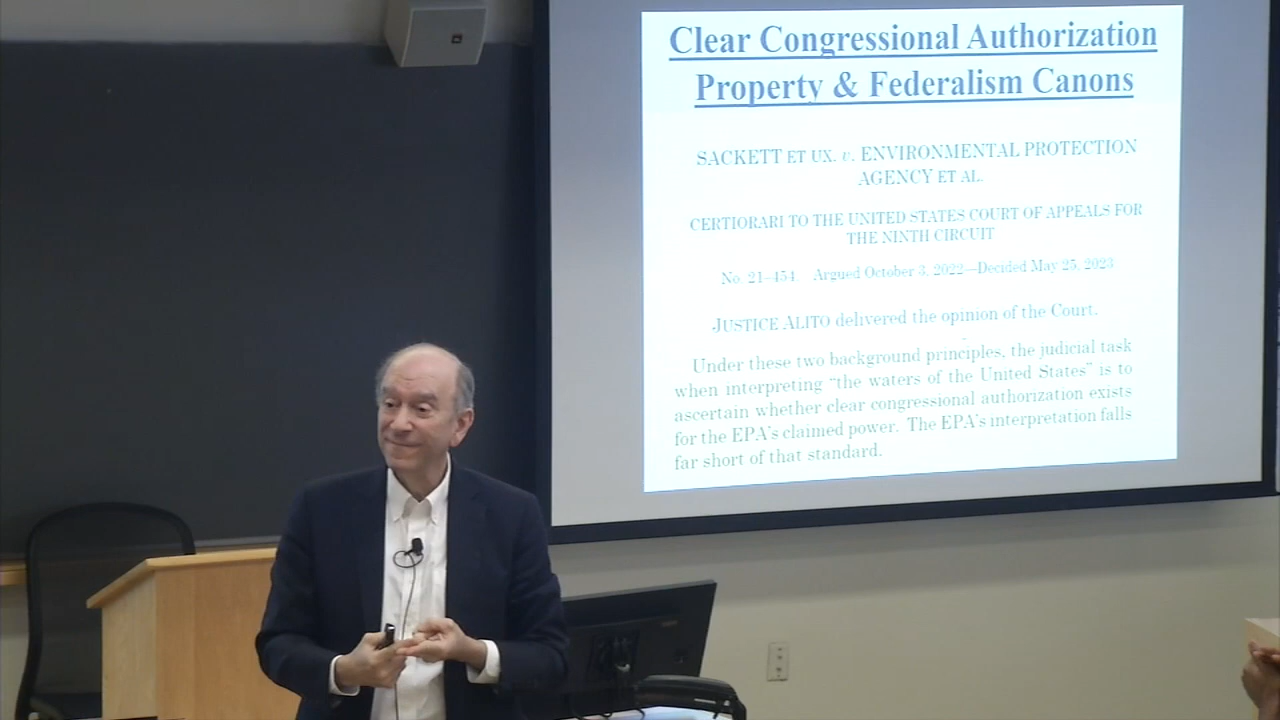 Clear Congressional Authorization
Property & Federalism Canons
SACKETT ET UX. v. ENVIRONMENTAL PROTECTION
AGENCY ET AL.
CERTIORARI TO THE UNITED STATES COURT OF APPEALS FOR
THE NINTH CIRCUIT
No. 21–454. Argued October 3, 2022—Decided May 25, 2023
JUSTICE ALITO delivered the opinion of the Court.
Under these two background principles, the judicial task
when interpreting “the waters of the United States” is to
ascertain whether clear congressional authorization exists
for the EPA’s claimed power. The EPA’s interpretation falls
far short of that standard.